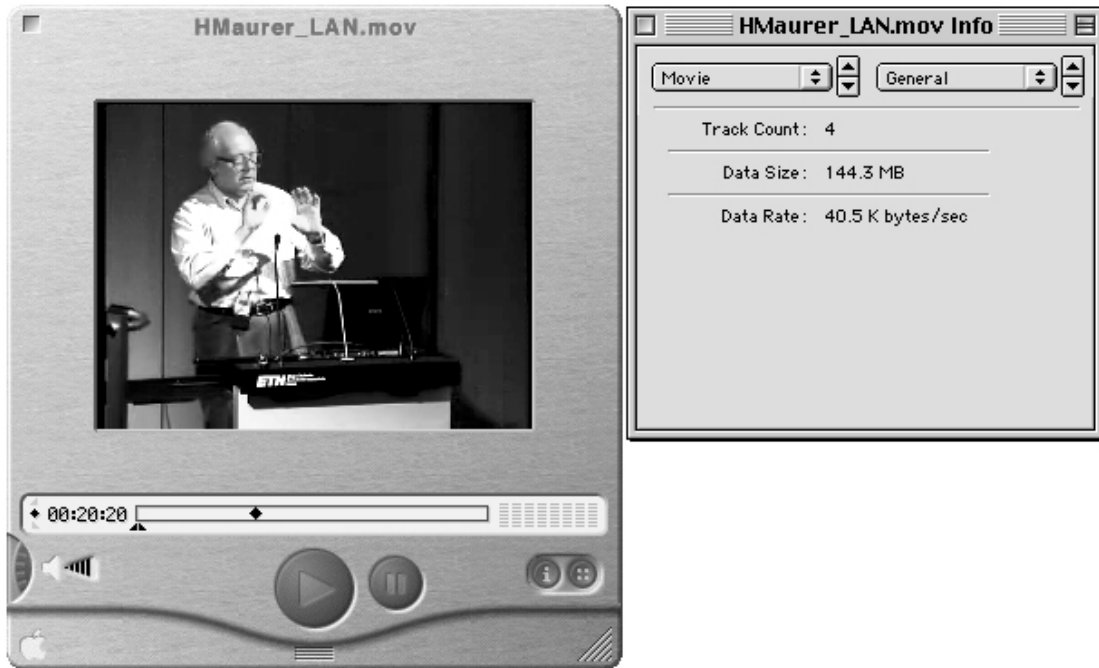 HMaurer_LAN.mov
ETH
00:20:20
HMaurer_LAN.mov Info
Movie
General
Track Count: 4
Data Size: 144.3 MB
Data Rate: 40.5 K bytes/sec